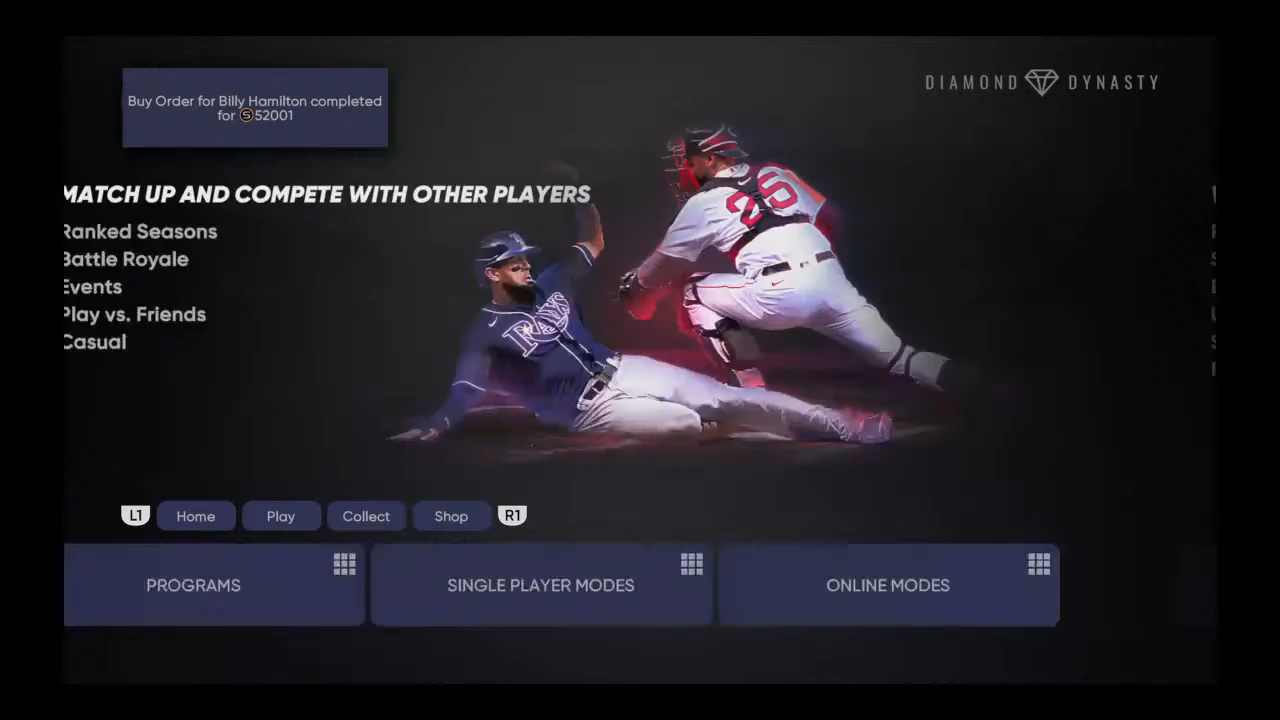 Buy Order for Billy Hamilton completed
for S 52001
DIAMOND DYNASTY
MATCH UP AND COMPETE WITH OTHER PLAYERS
Ranked Seasons
Battle Royale
Events
Play vs. Friends
Casual
25
RAYS
L1 Home Play Collect Shop R1
PROGRAMS SINGLE PLAYER MODES ONLINE MODES